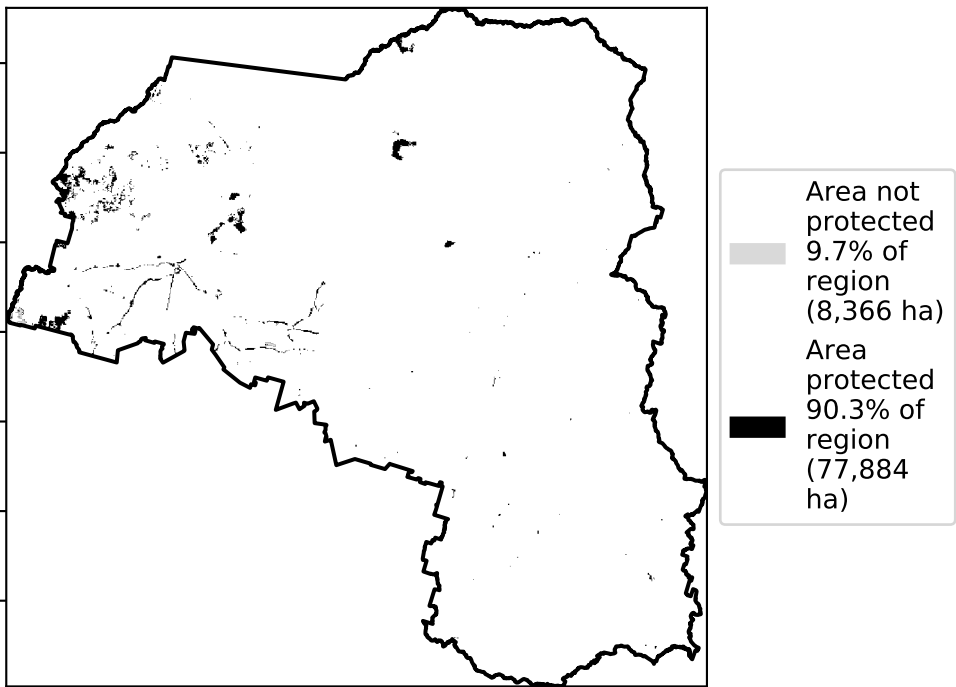 Area not
protected
9.7% of
region
(8,366 ha)
Area
protected
90.3% of
region
(77,884
ha)